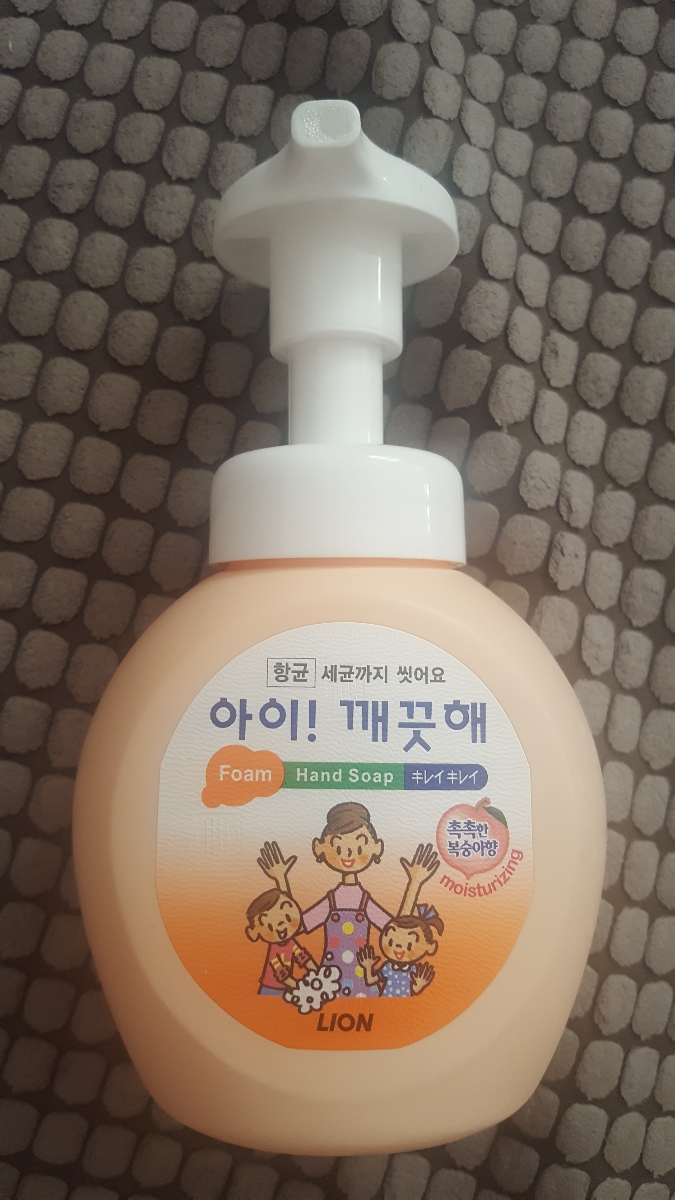 항균 세균까지 씻어요
아이! 깨끗해
Foam Hand Soap キレイキレイ
촉촉한
복숭아향
moisturizing
LION